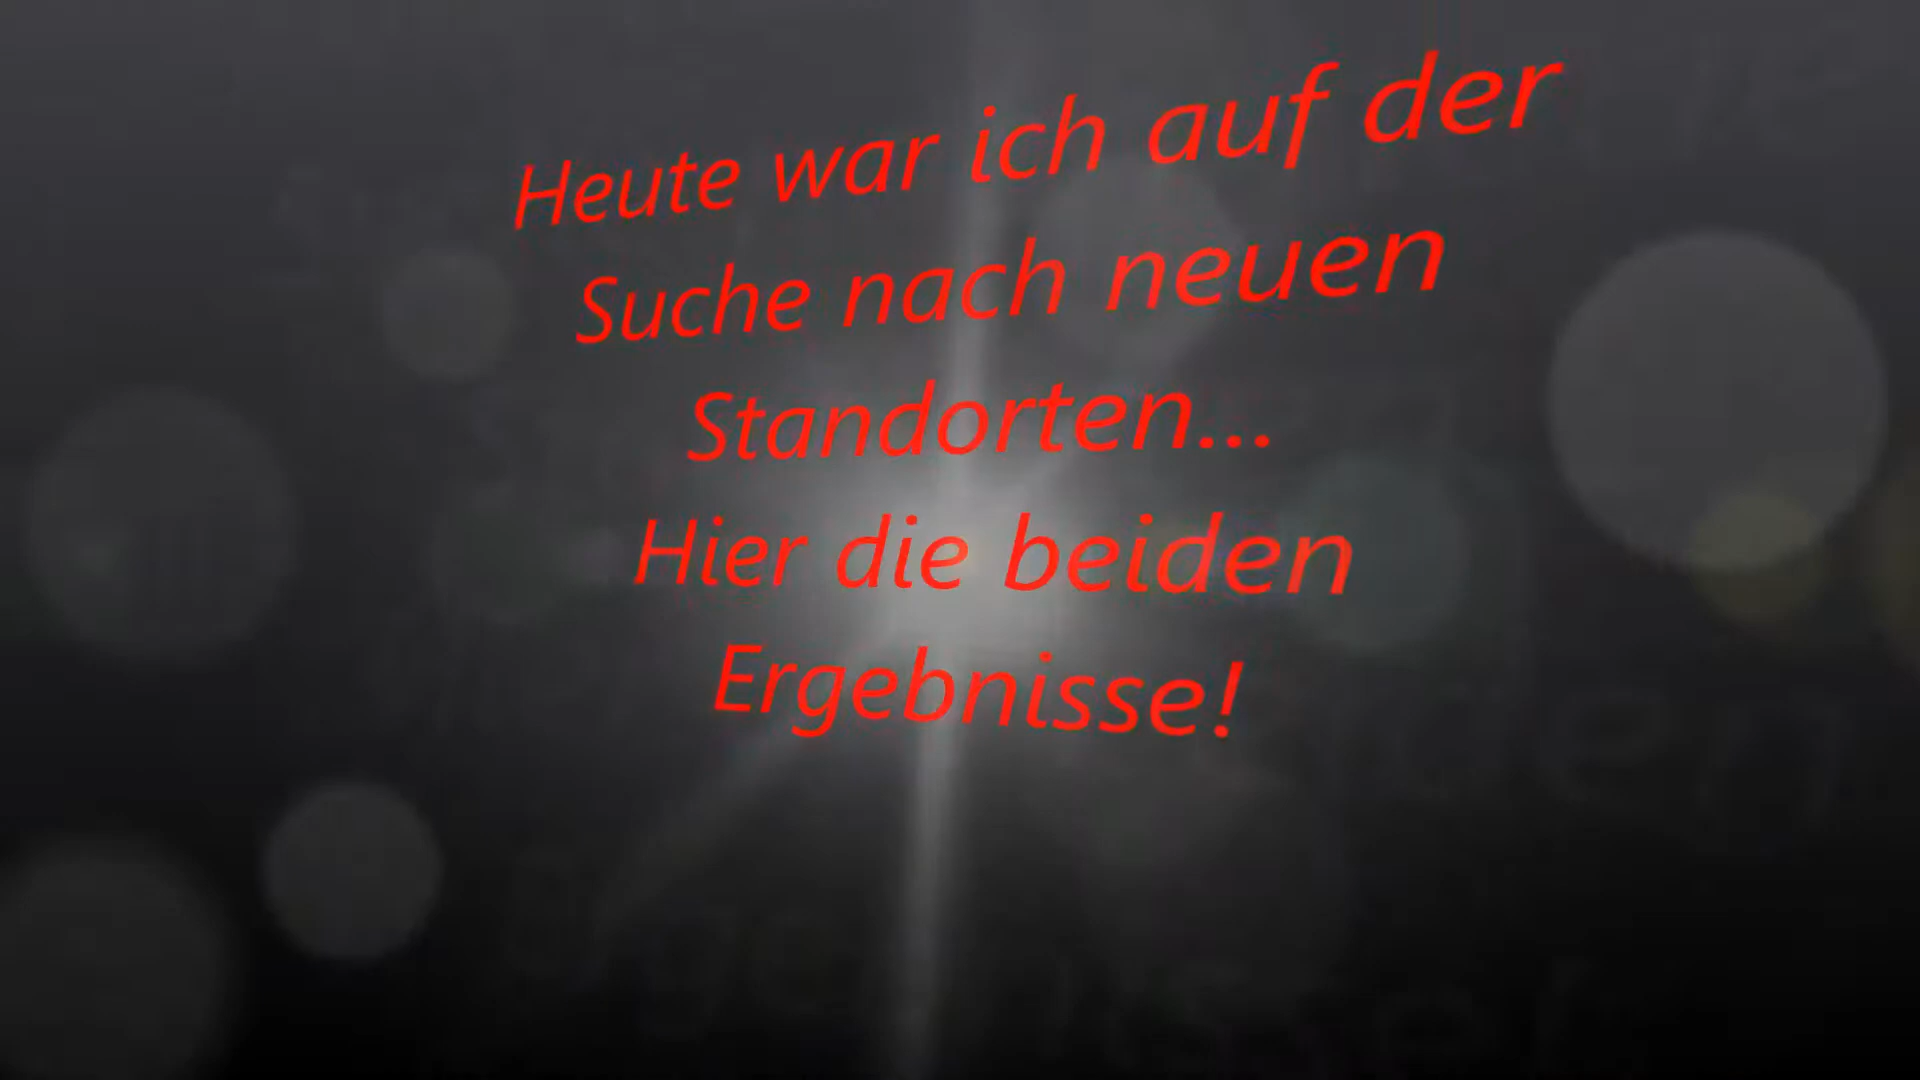 Heute war ich auf der
Suche nach neuen
Standorten...
Hier die beiden
Ergebnisse!